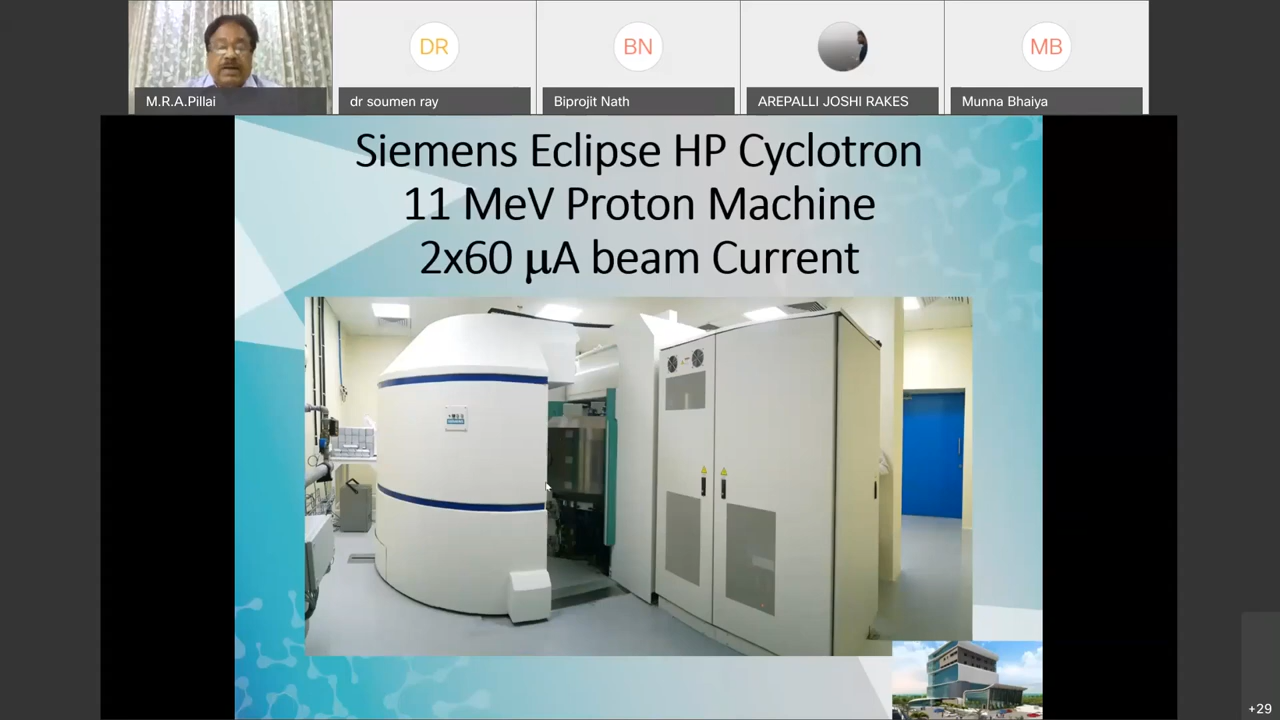 DR
BN
MB
M.R.A.Pillai
dr soumen ray
Biprojit Nath
AREPALLI JOSHI RAKES
Munna Bhaiya
Siemens Eclipse HP Cyclotron
11 MeV Proton Machine
2x60 μA beam Current
+29